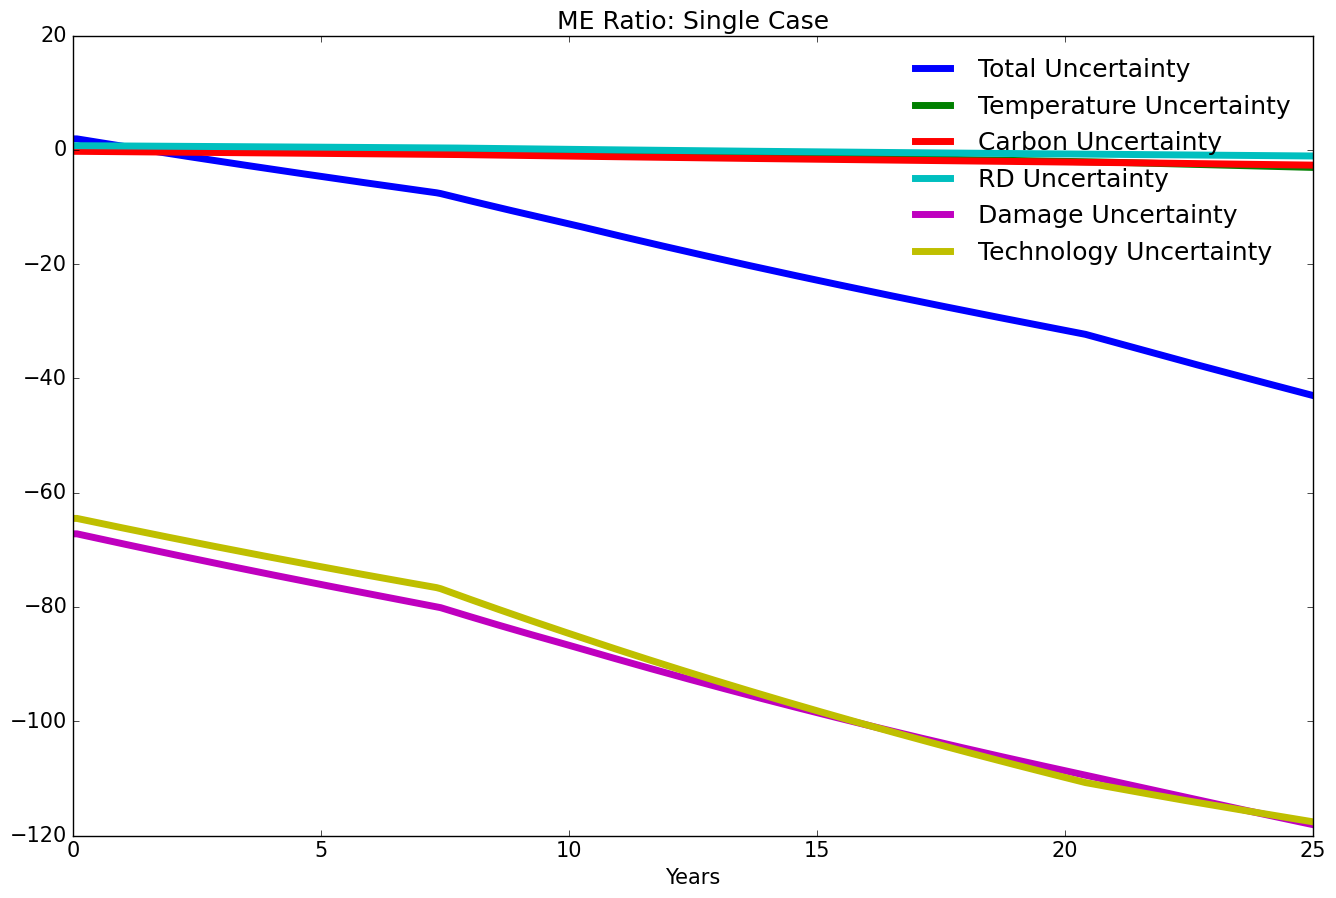 ME Ratio: Single Case
20
0
−20
−40
−60
−80
−100
−120
Total Uncertainty
Temperature Uncertainty
Carbon Uncertainty
RD Uncertainty
Damage Uncertainty
Technology Uncertainty
0 5 10 15 20 25
Years